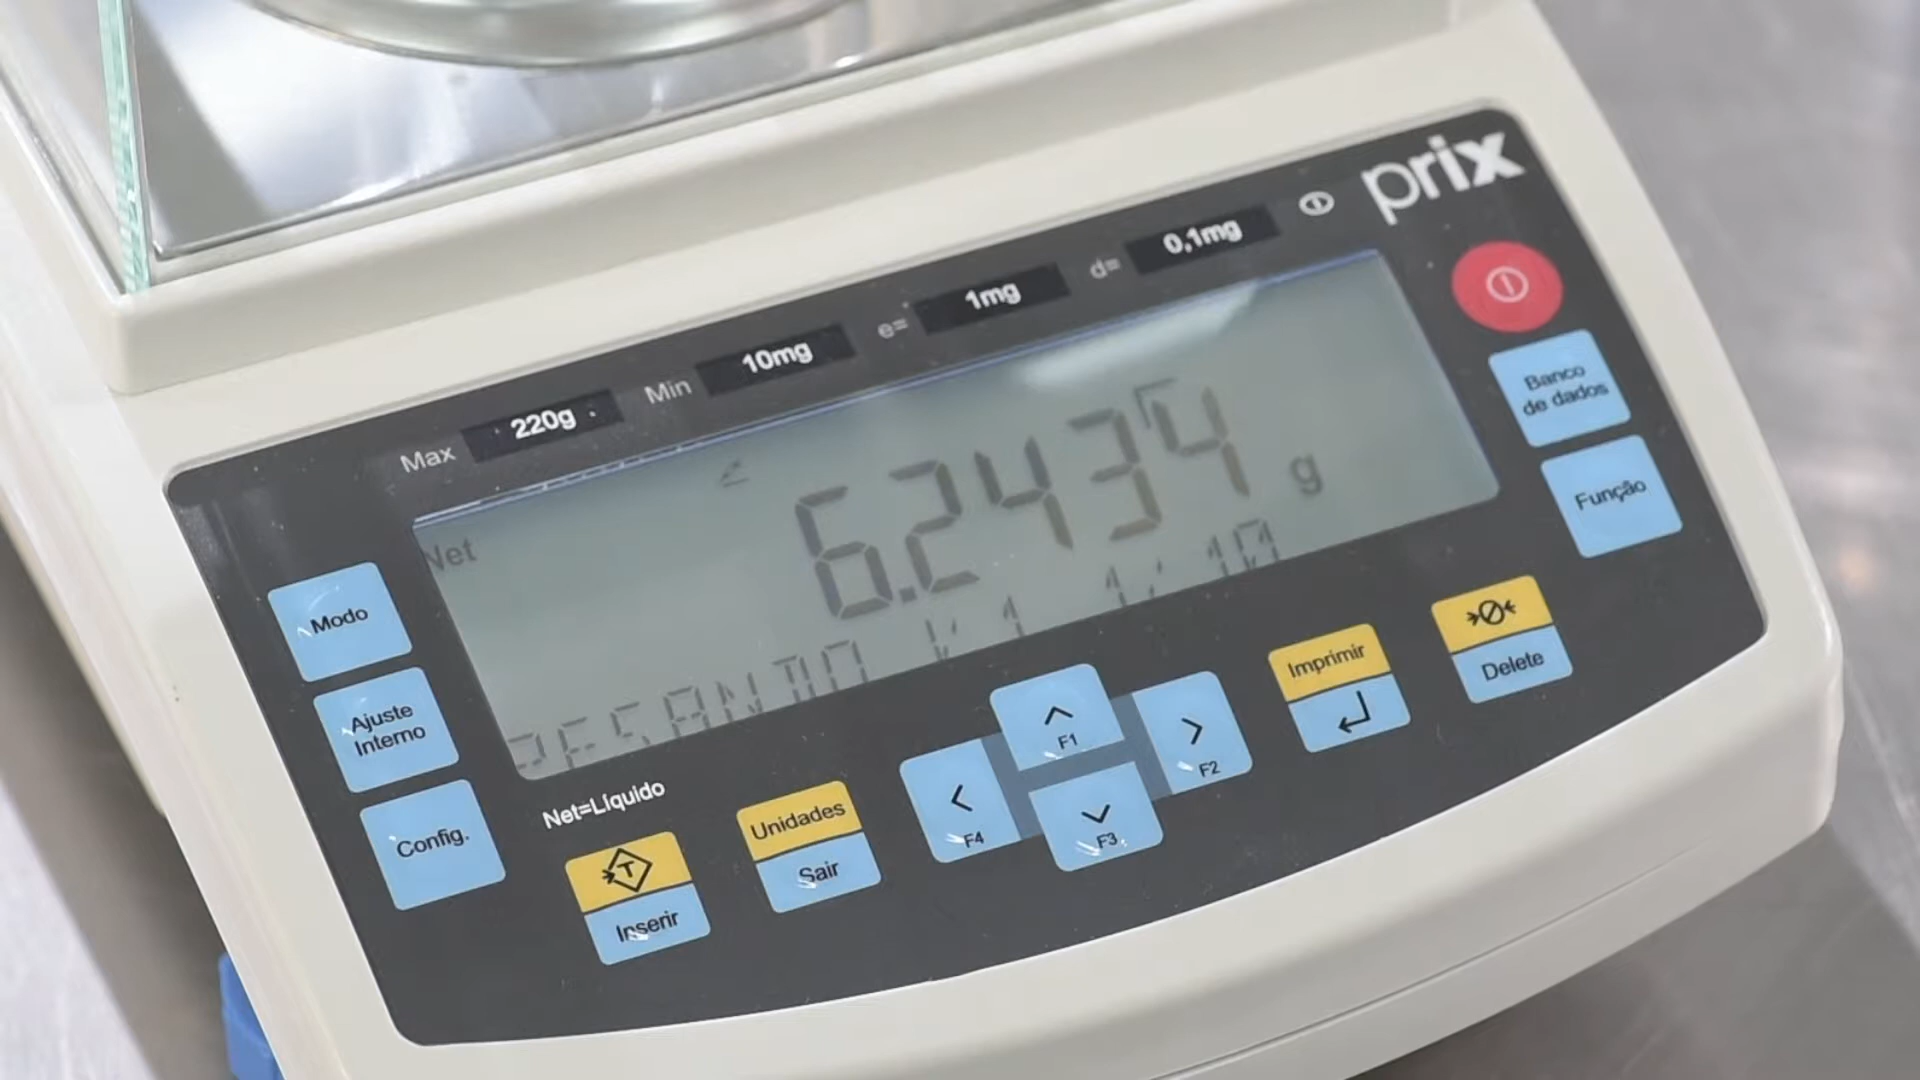 prix
Max 220g Min 10mg e= 1mg d= 0,1mg
Net
6.2434 g
Banco
de dados
Função
Modo
Ajuste
Interno
Config.
Net=Líquido
Inserir
Unidades
Sair
F1
F2
F3
F4
Imprimir
Delete